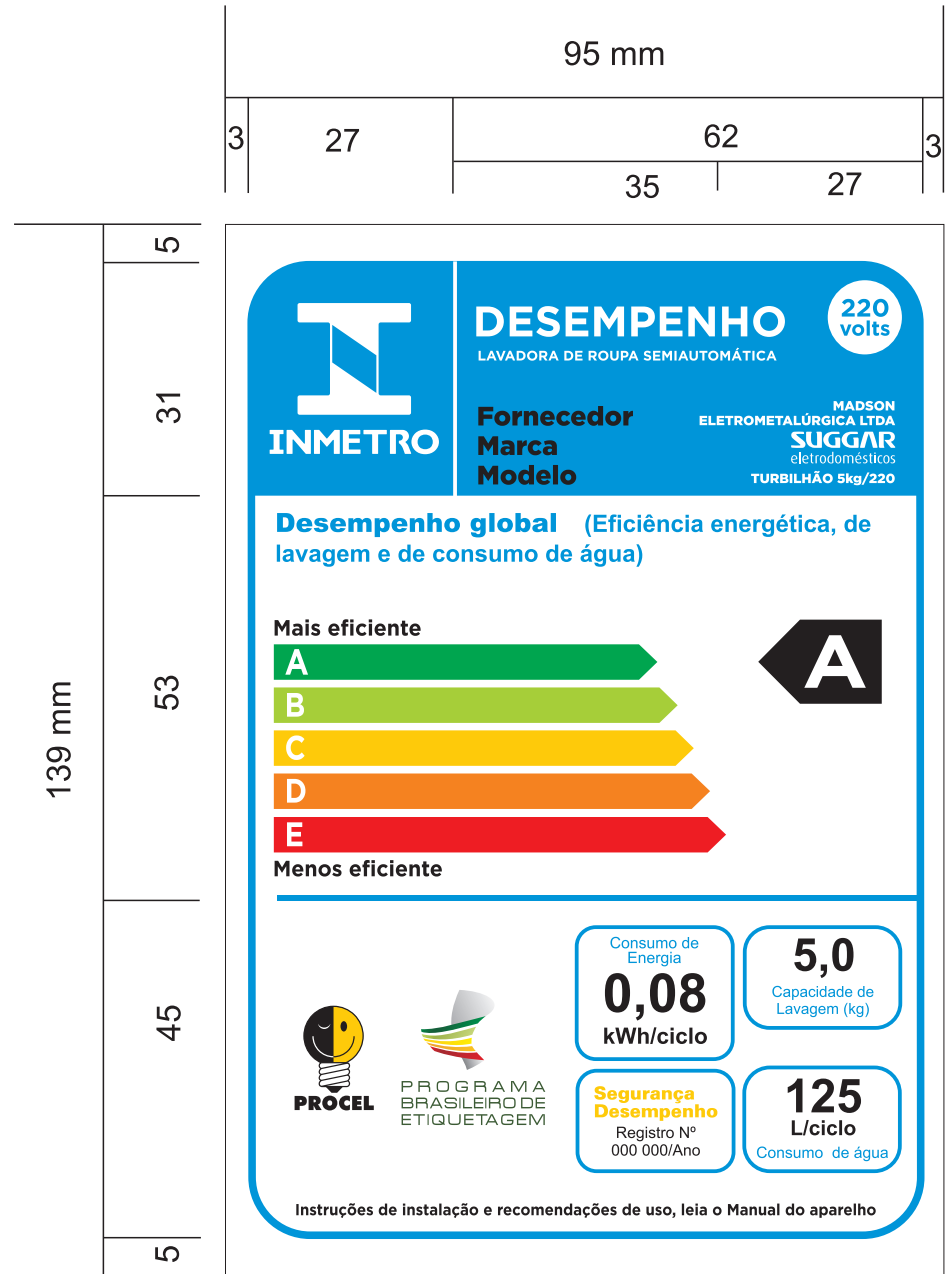 95 mm
3
27
62
3
35
27
139 mm
5
31
53
45
5
INMETRO
DESEMPENHO
LAVADORA DE ROUPA SEMIAUTOMÁTICA
220
volts
Fornecedor
Marca
Modelo
MADSON
ELETROMETALÚRGICA LTDA
SUGGAR
eletrodomésticos
TURBILHÃO 5kg/220
Desempenho global (Eficiência energética, de
lavagem e de consumo de água)
Mais eficiente
A
B
C
D
E
Menos eficiente
A
PROCEL
PROGRAMA
BRASILEIRO DE
ETIQUETAGEM
Consumo de
Energia
0,08
kWh/ciclo
5,0
Capacidade de
Lavagem (kg)
Segurança
Desempenho
Registro Nº
000 000/Ano
125
L/ciclo
Consumo de água
Instruções de instalação e recomendações de uso, leia o Manual do aparelho